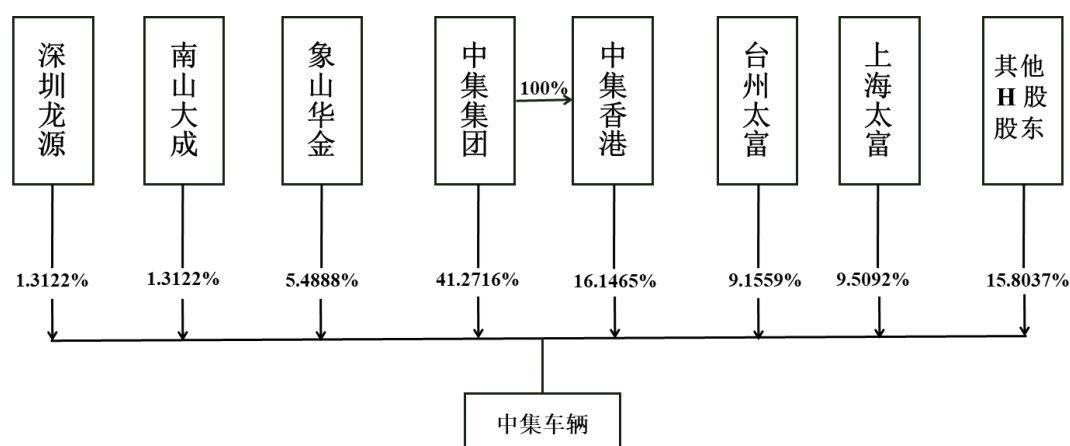 深圳龙源
南山大成
象山华金
中集集团
100%
中集香港
台州太富
上海太富
其他
H 股
股东
1.3122%
1.3122%
5.4888%
41.2716%
16.1465%
9.1559%
9.5092%
15.8037%
中集车辆